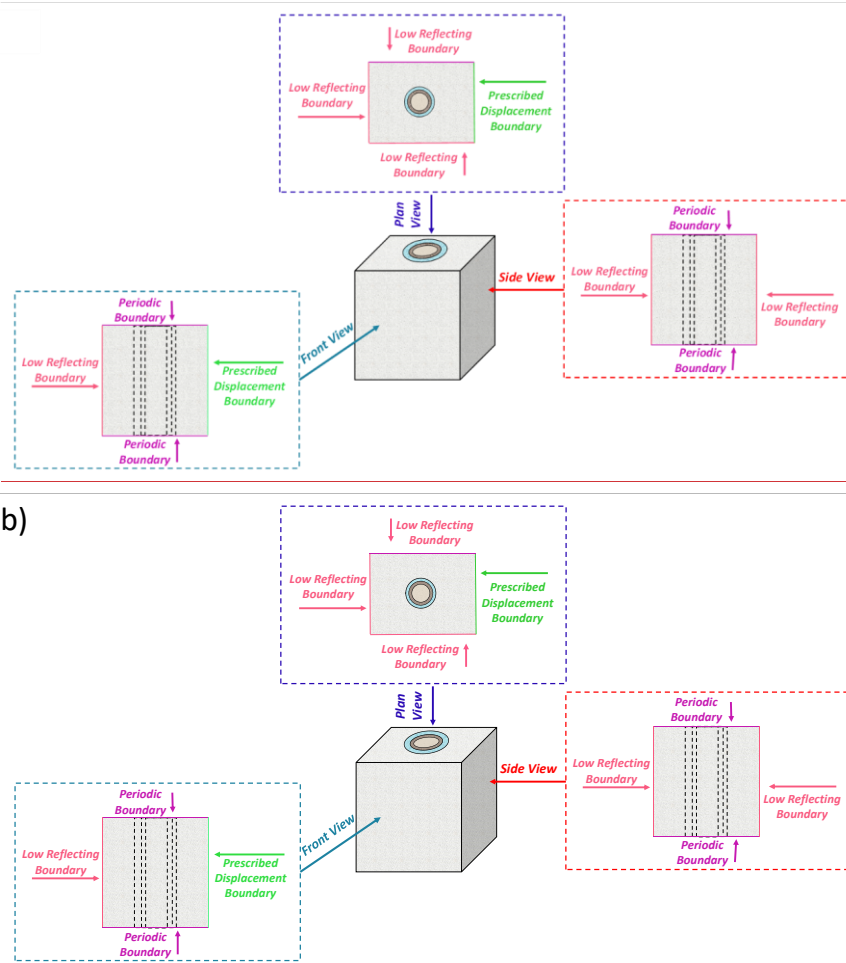 Low Reflecting
Boundary
Low Reflecting
Boundary
Prescribed
Displacement
Boundary
Low Reflecting
Boundary
Plan
View
Periodic
Boundary
Low Reflecting
Boundary
Low Reflecting
Boundary
Periodic
Boundary
Side View
Front View
Periodic
Boundary
Low Reflecting
Boundary
Prescribed
Displacement
Boundary
Periodic
Boundary
b)
Low Reflecting
Boundary
Low Reflecting
Boundary
Prescribed
Displacement
Boundary
Low Reflecting
Boundary
Plan
View
Periodic
Boundary
Low Reflecting
Boundary
Low Reflecting
Boundary
Periodic
Boundary
Side View
Front View
Periodic
Boundary
Low Reflecting
Boundary
Prescribed
Displacement
Boundary
Periodic
Boundary